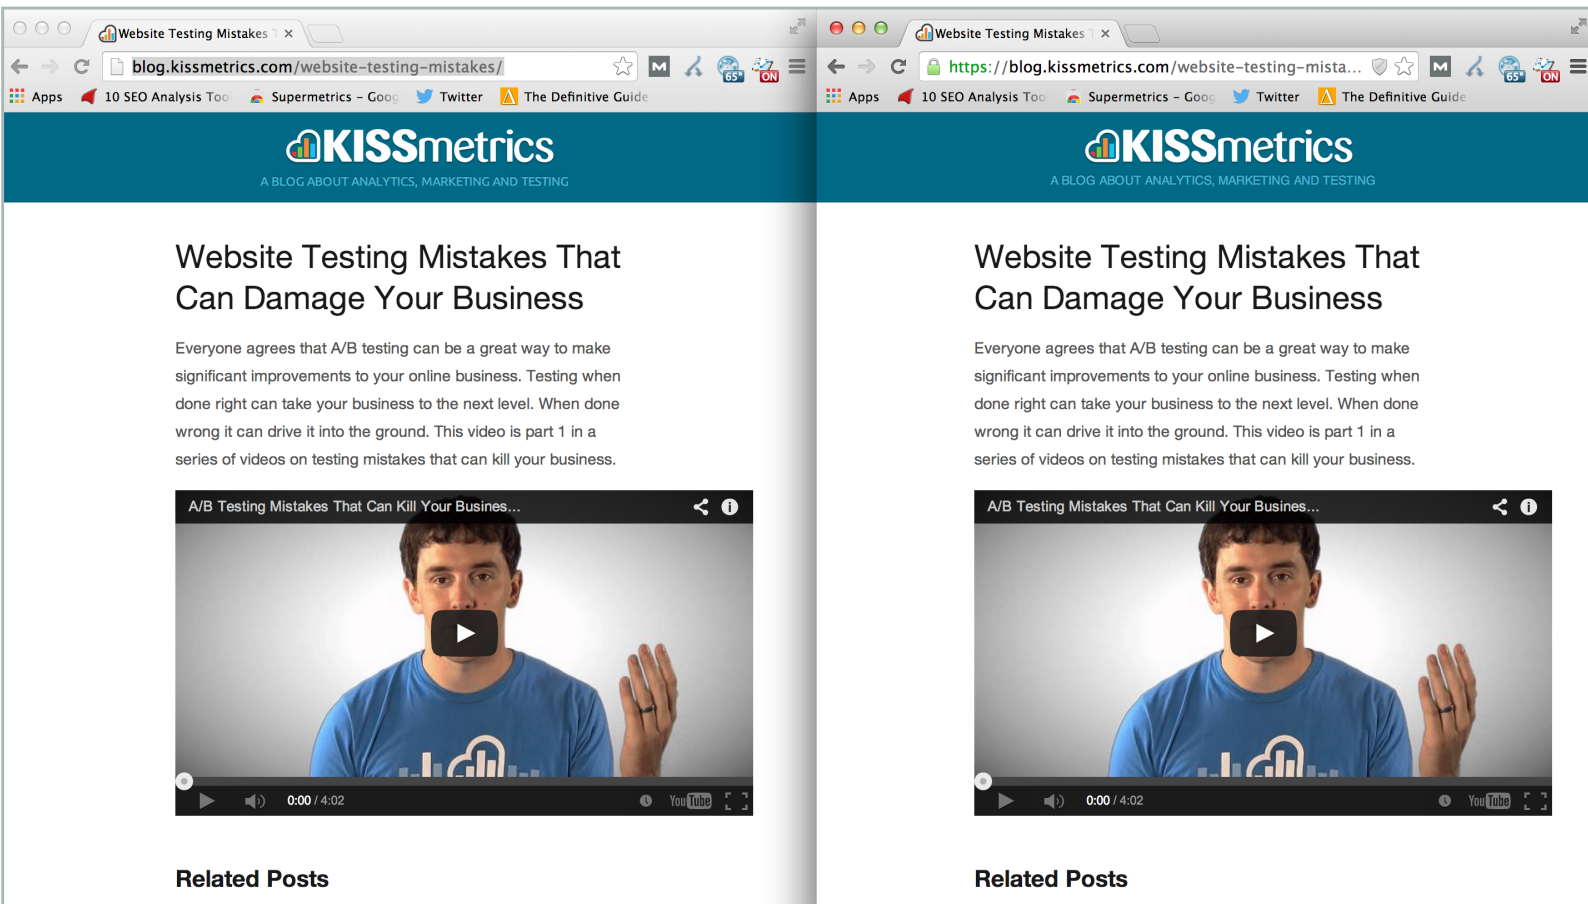 Website Testing Mistakes
blog.kissmetrics.com/website-testing-mistakes/
65°
ON
Apps
10 SEO Analysis Too
Supermetrics – Goog
Twitter
The Definitive Guide
KISSmetrics
A BLOG ABOUT ANALYTICS, MARKETING AND TESTING
Website Testing Mistakes That
Can Damage Your Business
Everyone agrees that A/B testing can be a great way to make
significant improvements to your online business. Testing when
done right can take your business to the next level. When done
wrong it can drive it into the ground. This video is part 1 in a
series of videos on testing mistakes that can kill your business.
A/B Testing Mistakes That Can Kill Your Busines...
0:00 / 4:02
YouTube
Related Posts
Website Testing Mistakes
https://blog.kissmetrics.com/website-testing-mista...
65°
ON
Apps
10 SEO Analysis Too
Supermetrics – Goog
Twitter
The Definitive Guide
KISSmetrics
A BLOG ABOUT ANALYTICS, MARKETING AND TESTING
Website Testing Mistakes That
Can Damage Your Business
Everyone agrees that A/B testing can be a great way to make
significant improvements to your online business. Testing when
done right can take your business to the next level. When done
wrong it can drive it into the ground. This video is part 1 in a
series of videos on testing mistakes that can kill your business.
A/B Testing Mistakes That Can Kill Your Busines...
0:00 / 4:02
YouTube
Related Posts